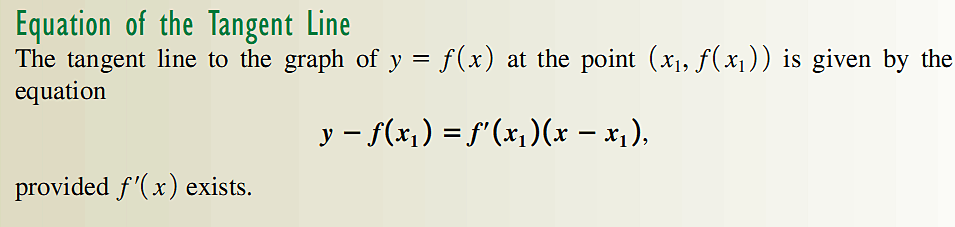 Equation of the Tangent Line
The tangent line to the graph of y = f(x) at the point (x₁, f(x₁)) is given by the
equation
y − f(x₁) = f′(x₁)(x − x₁),
provided f′(x) exists.